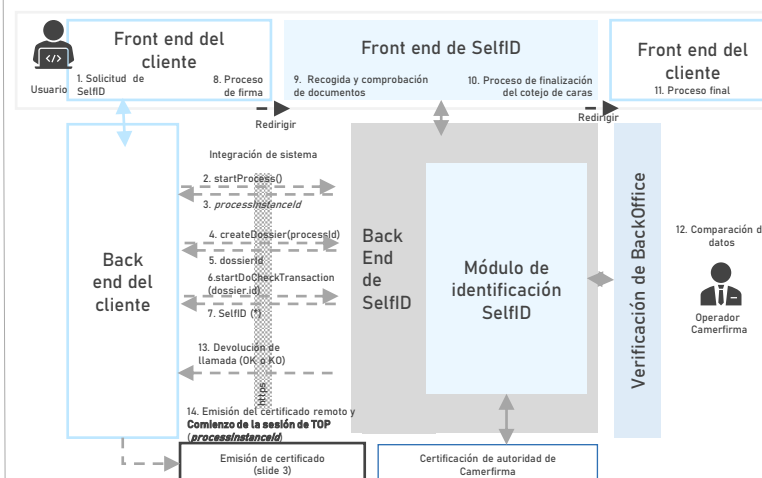 Front end del
cliente
Usuario
1. Solicitud de
SelfID
8. Proceso
de firma
Redirigir
Front end de SelfID
9. Recogida y comprobación
de documentos
10. Proceso de finalización
del cotejo de caras
Redirigir
Front end del
cliente
11. Proceso final
Integración de sistema
2. startProcess()
3. processInstanceId
4. createDossier(processId)
5. dossierId
6.startDoCheckTransaction
(dossier.id)
7. SelfID (*)
13. Devolución de
llamada (OK o KO)
https
14. Emisión del certificado remoto y
Comienzo de la sesión de TOP
(processInstanceId)
Back
end del
cliente
Back
End
de
SelfID
Módulo de
identificación
SelfID
Verificación de BackOffice
12. Comparación d
datos
Operador
Camerfirma
Emisión de certificado
(slide 3)
Certificación de autoridad de
Camerfirma